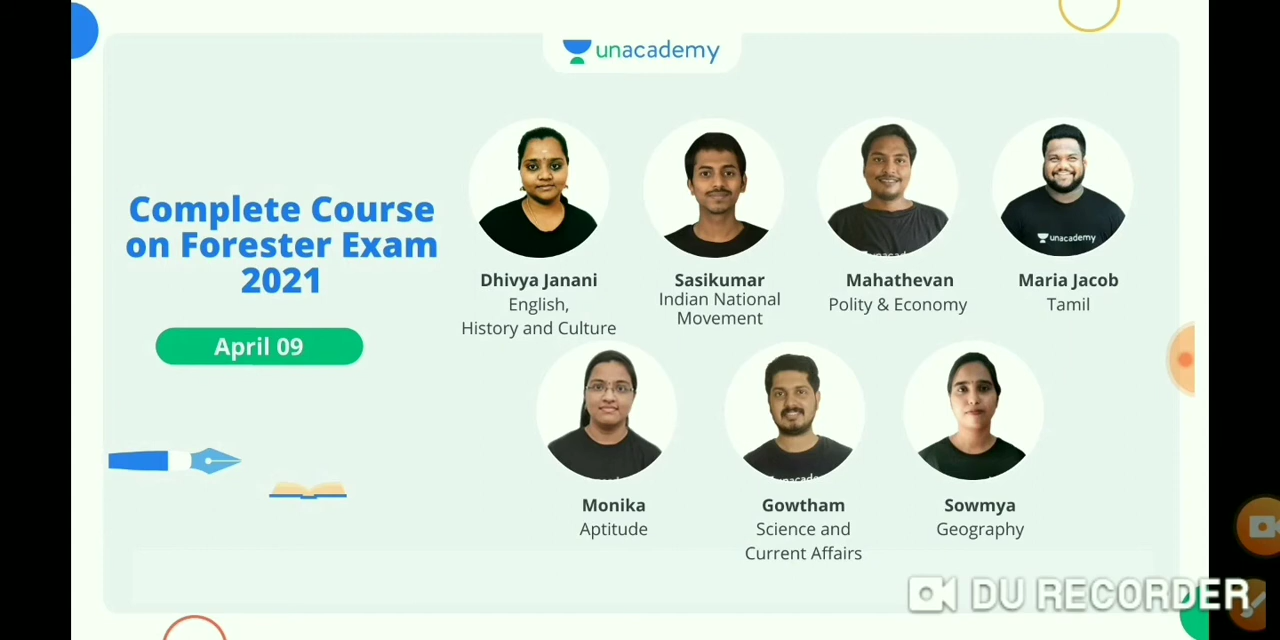 unacademy
Complete Course
on Forester Exam
2021
April 09
unacademy
Dhivya Janani
English,
History and Culture
Sasikumar
Indian National
Movement
Mahathevan
Polity & Economy
Maria Jacob
Tamil
Monika
Aptitude
Gowtham
Science and
Current Affairs
Sowmya
Geography
DU RECORDER